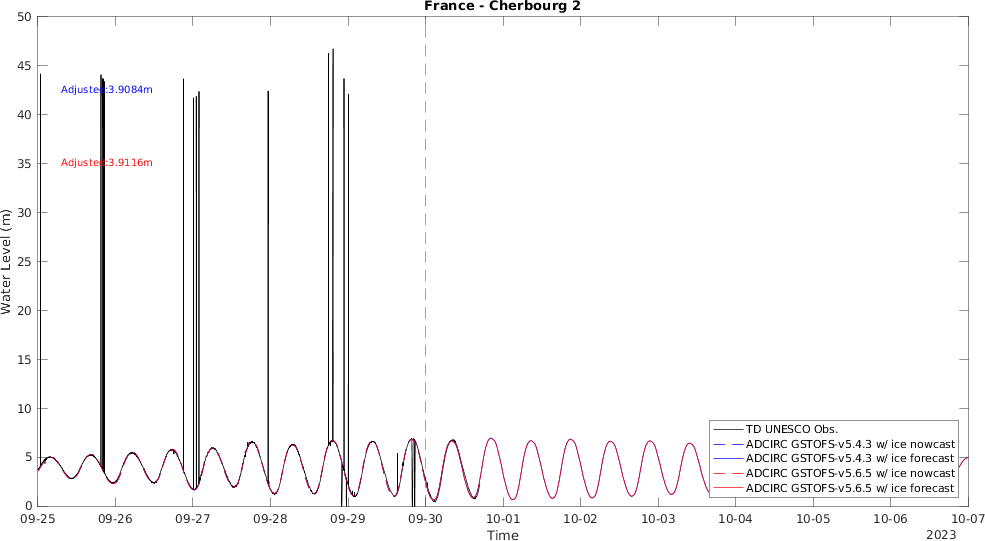 France - Cherbourg 2
50
45
40
35
30
25
20
15
10
5
0
Water Level (m)
Adjusted:3.9084m
Adjusted:3.9116m
TD UNESCO Obs.
ADCIRC GSTOFS-v5.4.3 w/ ice nowcast
ADCIRC GSTOFS-v5.4.3 w/ ice forecast
ADCIRC GSTOFS-v5.6.5 w/ ice nowcast
ADCIRC GSTOFS-v5.6.5 w/ ice forecast
09-25 09-26 09-27 09-28 09-29 09-30 10-01 10-02 10-03 10-04 10-05 10-06 10-07
Time
2023